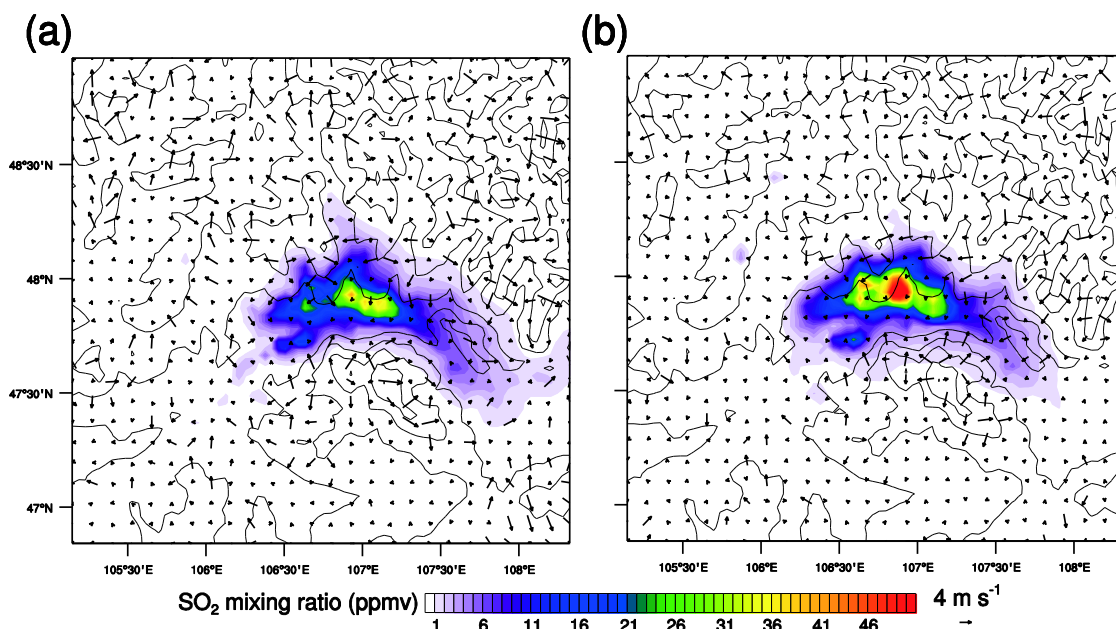 (a) (b)
48°30'N
48°N
47°30'N
47°N
105°30'E 106°E 106°30'E 107°E 107°30'E 108°E 105°30'E 106°E 106°30'E 107°E 107°30'E 108°E
SO₂ mixing ratio (ppmv) 4 m s⁻¹
1 6 11 16 21 26 31 36 41 46